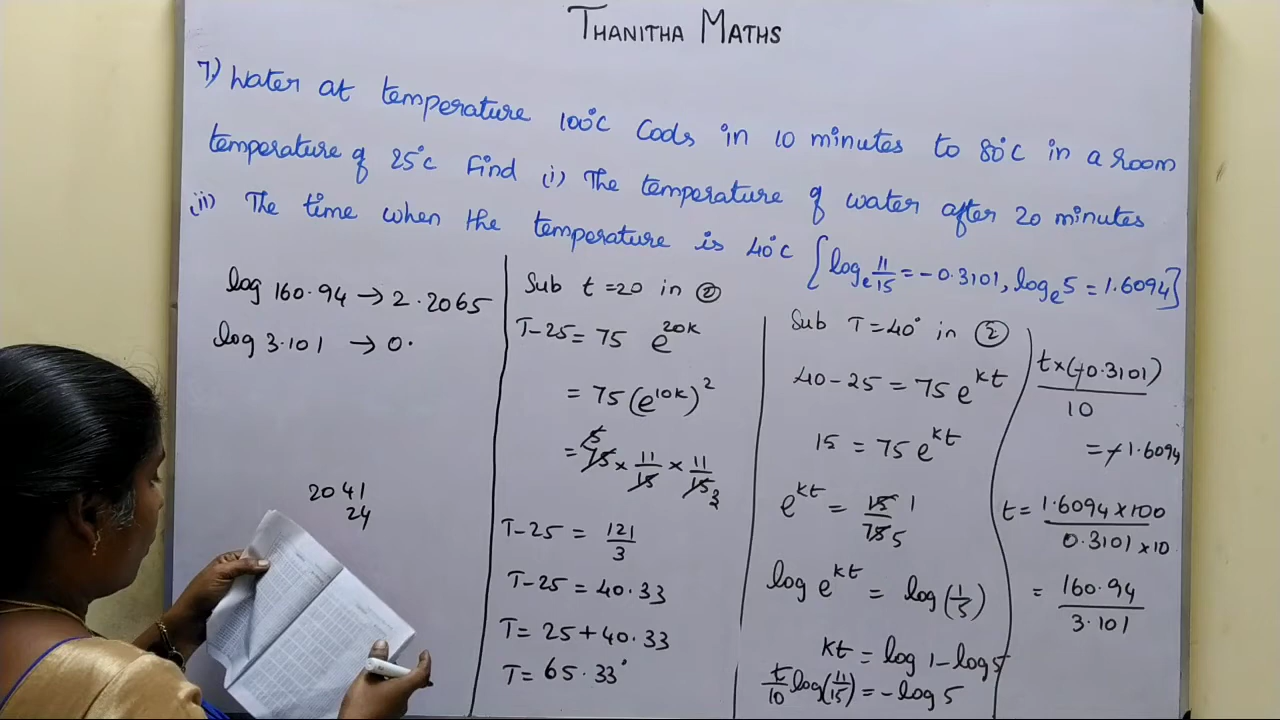 THANITHA MATHS
7) Water at temperature 100°C Cools in 10 minutes to 80°C in a room
temperature of 25°C Find (i) The temperature of water after 20 minutes
(ii) The time when the temperature is 40°C [logₑ 11/15 = -0.3101, logₑ5 = 1.6094]
log 160.94 → 2.2065
log 3.101 → 0.
2041
24
Sub t=20 in ②
T-25 = 75 e^20k
= 75 (e^10k)^2
= 75 5 × 11/15 × 11/15 3
T-25 = 121/3
T-25 = 40.33
T = 25+40.33
T = 65.33°
Sub T=40° in ②
40-25 = 75 e^kt
15 = 75 e^kt
e^kt = 15/75 1/5
log e^kt = log (1/5)
kt = log 1 - log 5
t/10 log(11/15) = -log 5
t×(-0.3101)/10
= -1.6094
t = 1.6094×100/0.3101×10
= 160.94/3.101